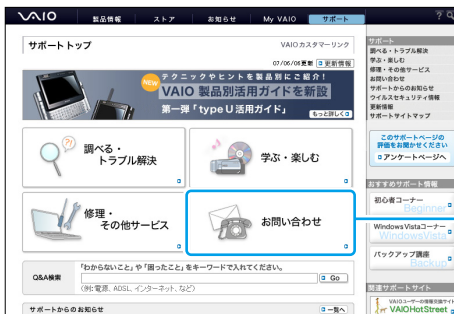 VAIO
製品情報 ストア お知らせ My VAIO サポート ?
サポートトップ
VAIOカスタマーリンク
07/06/05更新 更新情報
NEW
テクニックやヒントを製品別にご紹介!
VAIO 製品別活用ガイドを新設
第一弾「type U 活用ガイド」
もっと詳しく
調べる・
トラブル解決
学ぶ・楽しむ
修理・
その他サービス
お問い合わせ
「わからないこと」や「困ったこと」をキーワードで入れてください。
Q&A検索
Go
(例:電源、ADSL、インターネット、など)
サポートからのお知らせ
一覧へ
サポート
調べる・トラブル解決
学ぶ・楽しむ
修理・その他サービス
お問い合わせ
サポートからのお知らせ
ウイルスセキュリティ情報
更新情報
サポートサイトマップ
このサポートページの
評価をお聞かせください
アンケートページへ
おすすめサポート情報
初心者コーナー
Beginner
Windows Vistaコーナー
WindowsVista
バックアップ講座
Backup
関連サポートサイト
VAIOユーザーの情報交換サイト
VAIOHotStreet